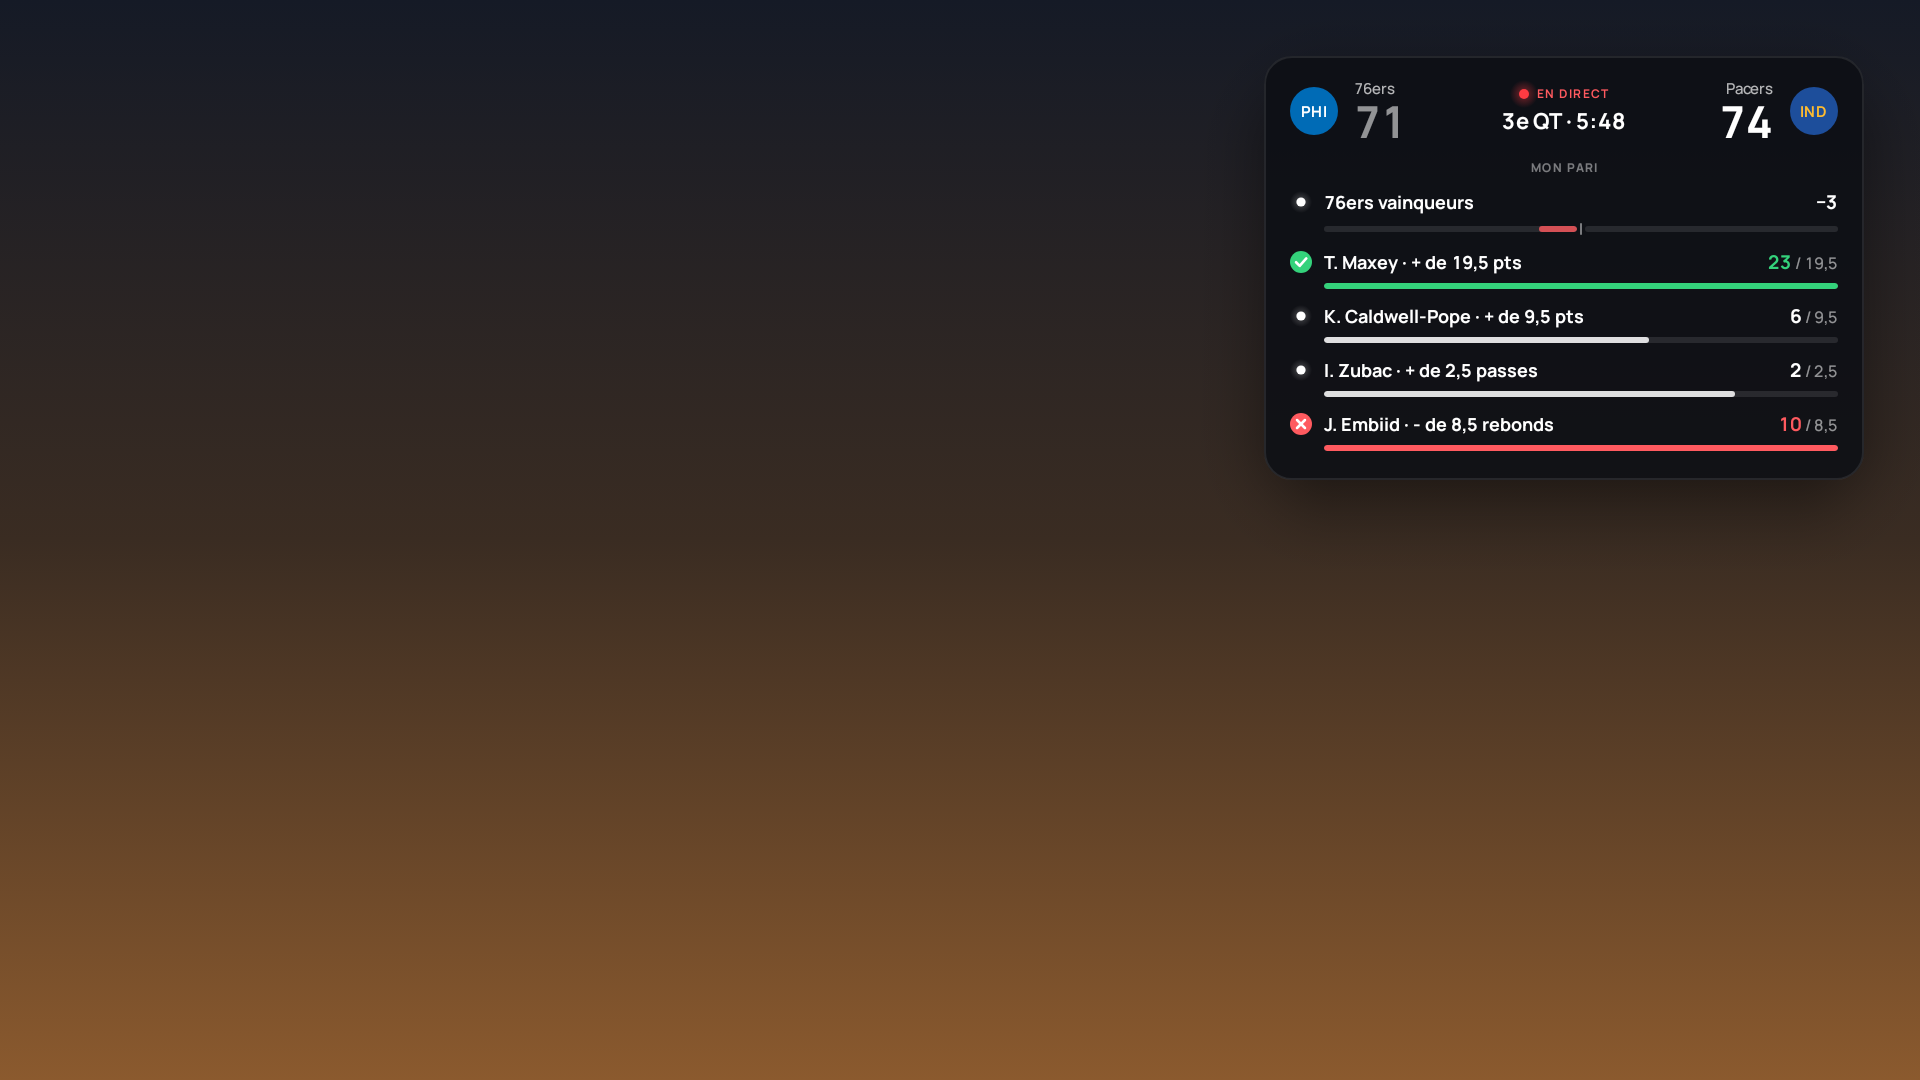 PHI
76ers
71
EN DIRECT
3e QT · 5:48
Pacers
74
IND
MON PARI
76ers vainqueurs −3
T. Maxey · + de 19,5 pts 23 / 19,5
K. Caldwell-Pope · + de 9,5 pts 6 / 9,5
I. Zubac · + de 2,5 passes 2 / 2,5
J. Embiid · - de 8,5 rebonds 10 / 8,5